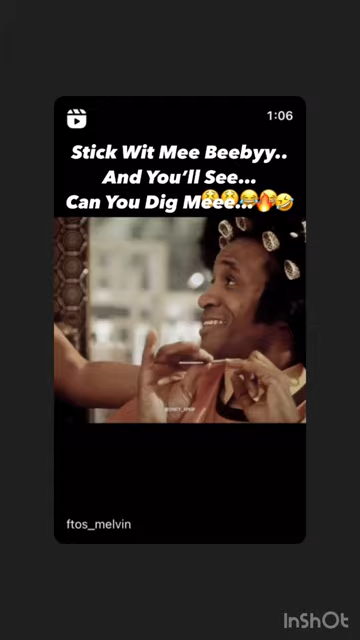 1:06
Stick Wit Mee Beebyy..
And You'll See...
Can You Dig Meee...😤😤😂🔥🤣
ftos_melvin
InShOt